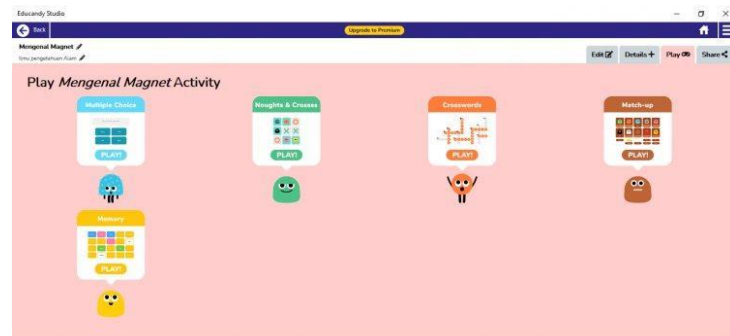 Educandy Studio
Back
Upgrade to Premium
Mengenal Magnet
Ilmu pengetahuan Alam
Edit
Details
Play
Share
Play Mengenal Magnet Activity
Multiple Choice
PLAY!
Noughts & Crosses
PLAY!
Crosswords
PLAY!
Match-up
PLAY!
Memory
PLAY!